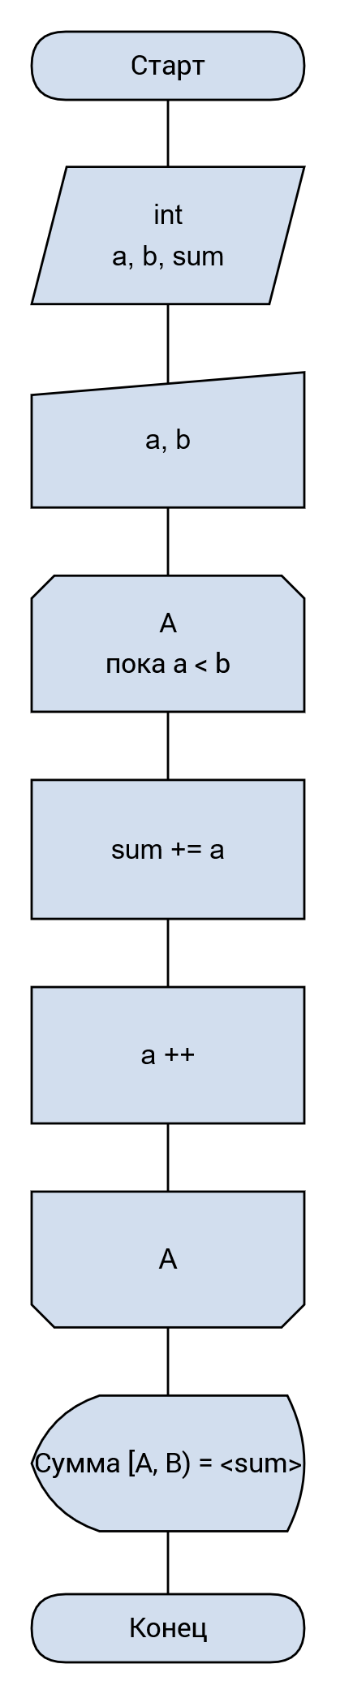 Старт
int
a, b, sum
a, b
A
пока a < b
sum += a
a ++
A
Сумма [A, B) = <sum>
Конец